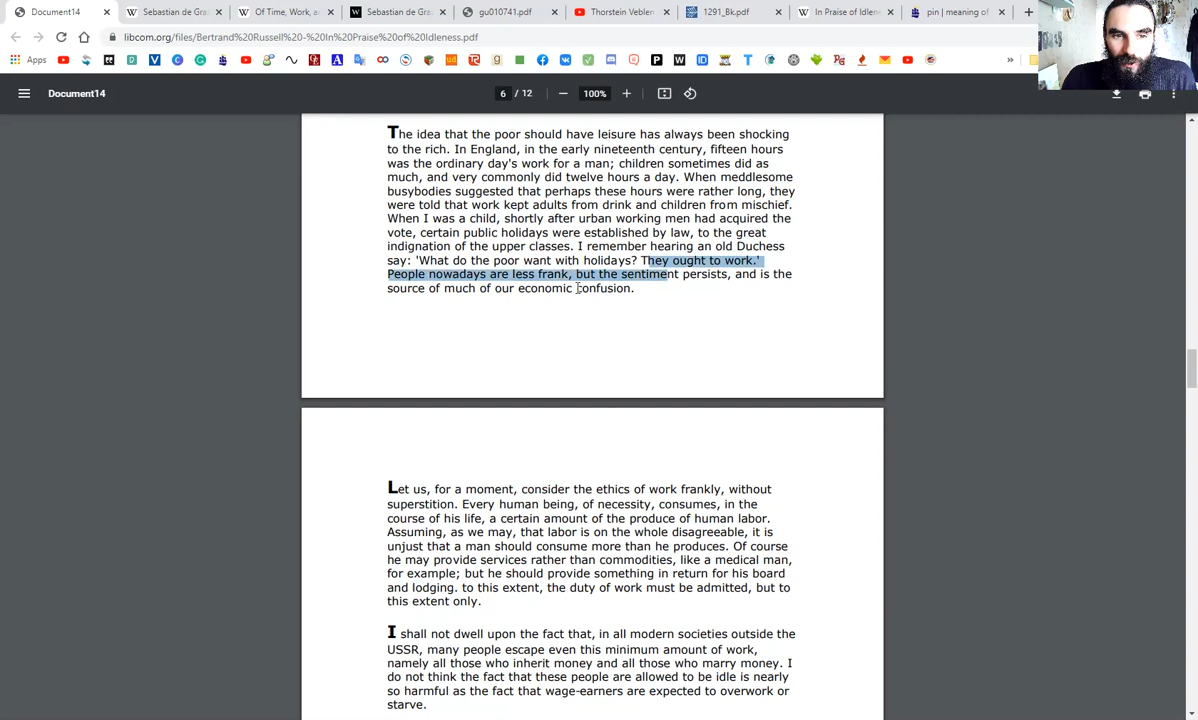 Document14
Sebastian de Gra
Of Time, Work, a
Sebastian de Gra
gu010741.pdf
Thorstein Veblen
1291_Bk.pdf
In Praise of Idlen
pin | meaning of
libcom.org/files/Bertrand%20Russell%20-%20In%20Praise%20of%20Idleness.pdf
Apps
Document14
6 / 12
100%
The idea that the poor should have leisure has always been shocking
to the rich. In England, in the early nineteenth century, fifteen hours
was the ordinary day's work for a man; children sometimes did as
much, and very commonly did twelve hours a day. When meddlesome
busybodies suggested that perhaps these hours were rather long, they
were told that work kept adults from drink and children from mischief.
When I was a child, shortly after urban working men had acquired the
vote, certain public holidays were established by law, to the great
indignation of the upper classes. I remember hearing an old Duchess
say: 'What do the poor want with holidays? They ought to work.'
People nowadays are less frank, but the sentiment persists, and is the
source of much of our economic confusion.
Let us, for a moment, consider the ethics of work frankly, without
superstition. Every human being, of necessity, consumes, in the
course of his life, a certain amount of the produce of human labor.
Assuming, as we may, that labor is on the whole disagreeable, it is
unjust that a man should consume more than he produces. Of course
he may provide services rather than commodities, like a medical man,
for example; but he should provide something in return for his board
and lodging. to this extent, the duty of work must be admitted, but to
this extent only.
I shall not dwell upon the fact that, in all modern societies outside the
USSR, many people escape even this minimum amount of work,
namely all those who inherit money and all those who marry money. I
do not think the fact that these people are allowed to be idle is nearly
so harmful as the fact that wage-earners are expected to overwork or
starve.